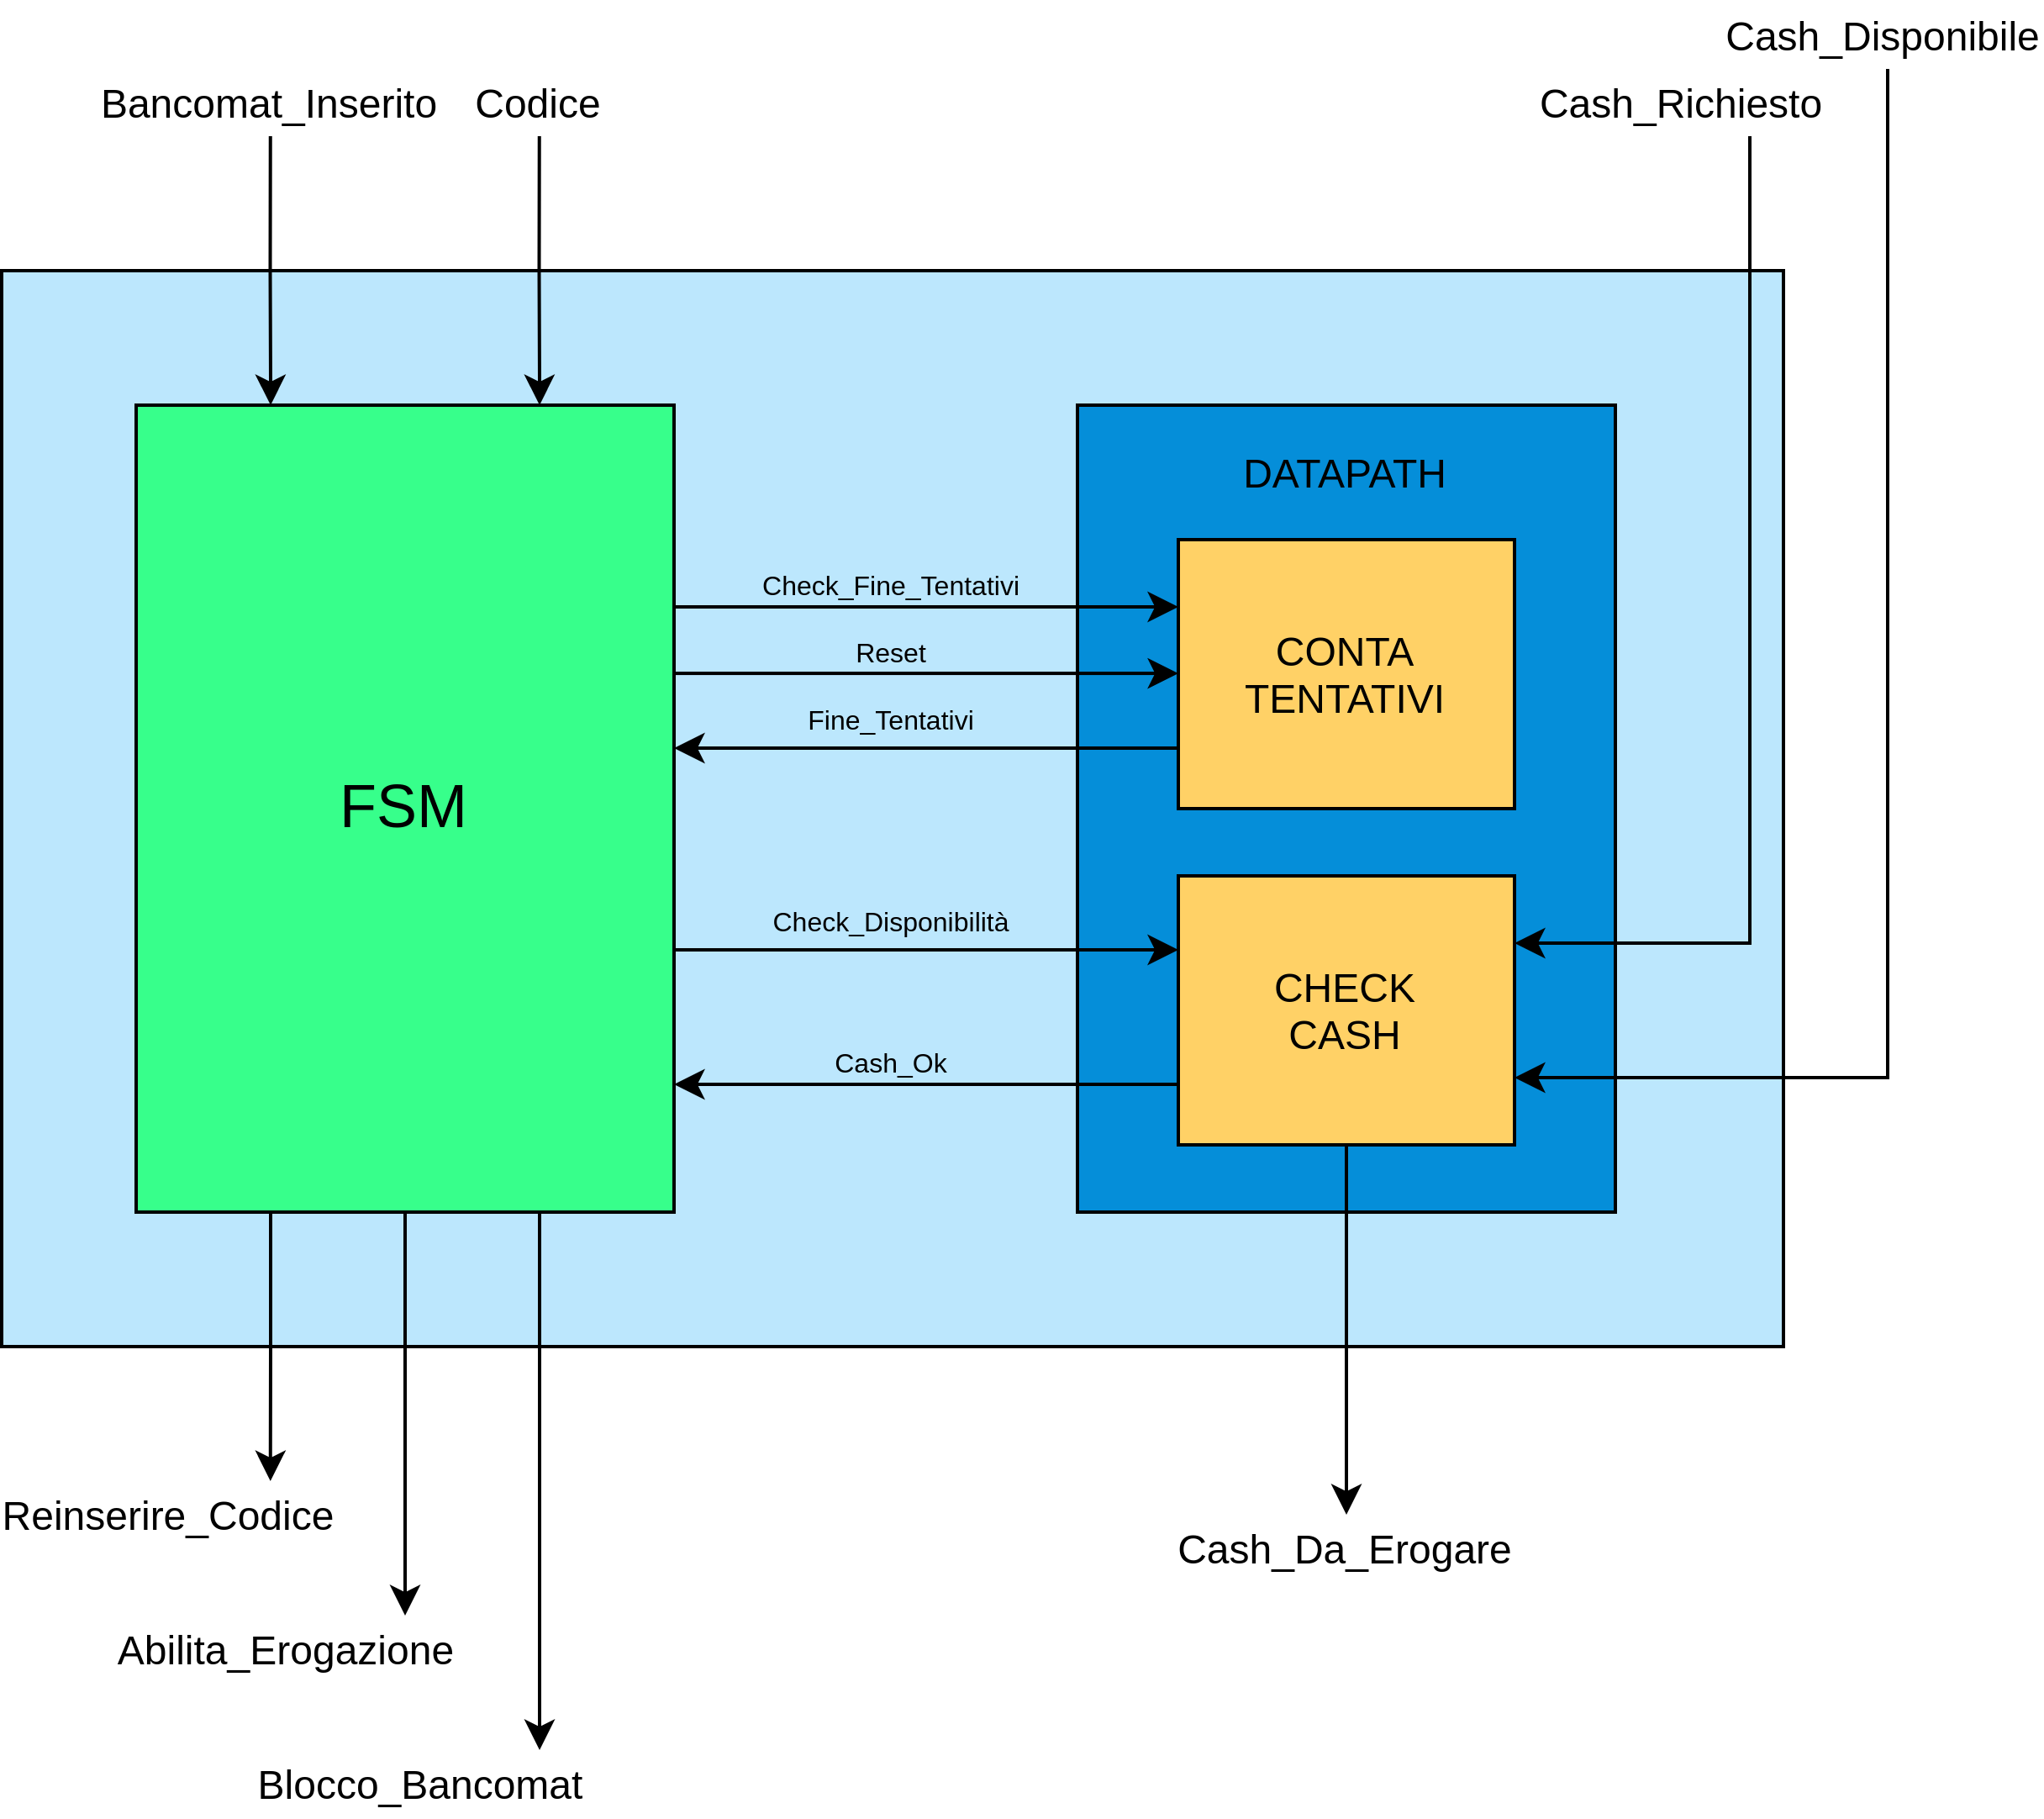 Cash_Disponibile
Bancomat_Inserito
Codice
Cash_Richiesto
DATAPATH
Check_Fine_Tentativi
Reset
CONTA
TENTATIVI
Fine_Tentativi
FSM
Check_Disponibilità
CHECK
CASH
Cash_Ok
Reinserire_Codice
Cash_Da_Erogare
Abilita_Erogazione
Blocco_Bancomat